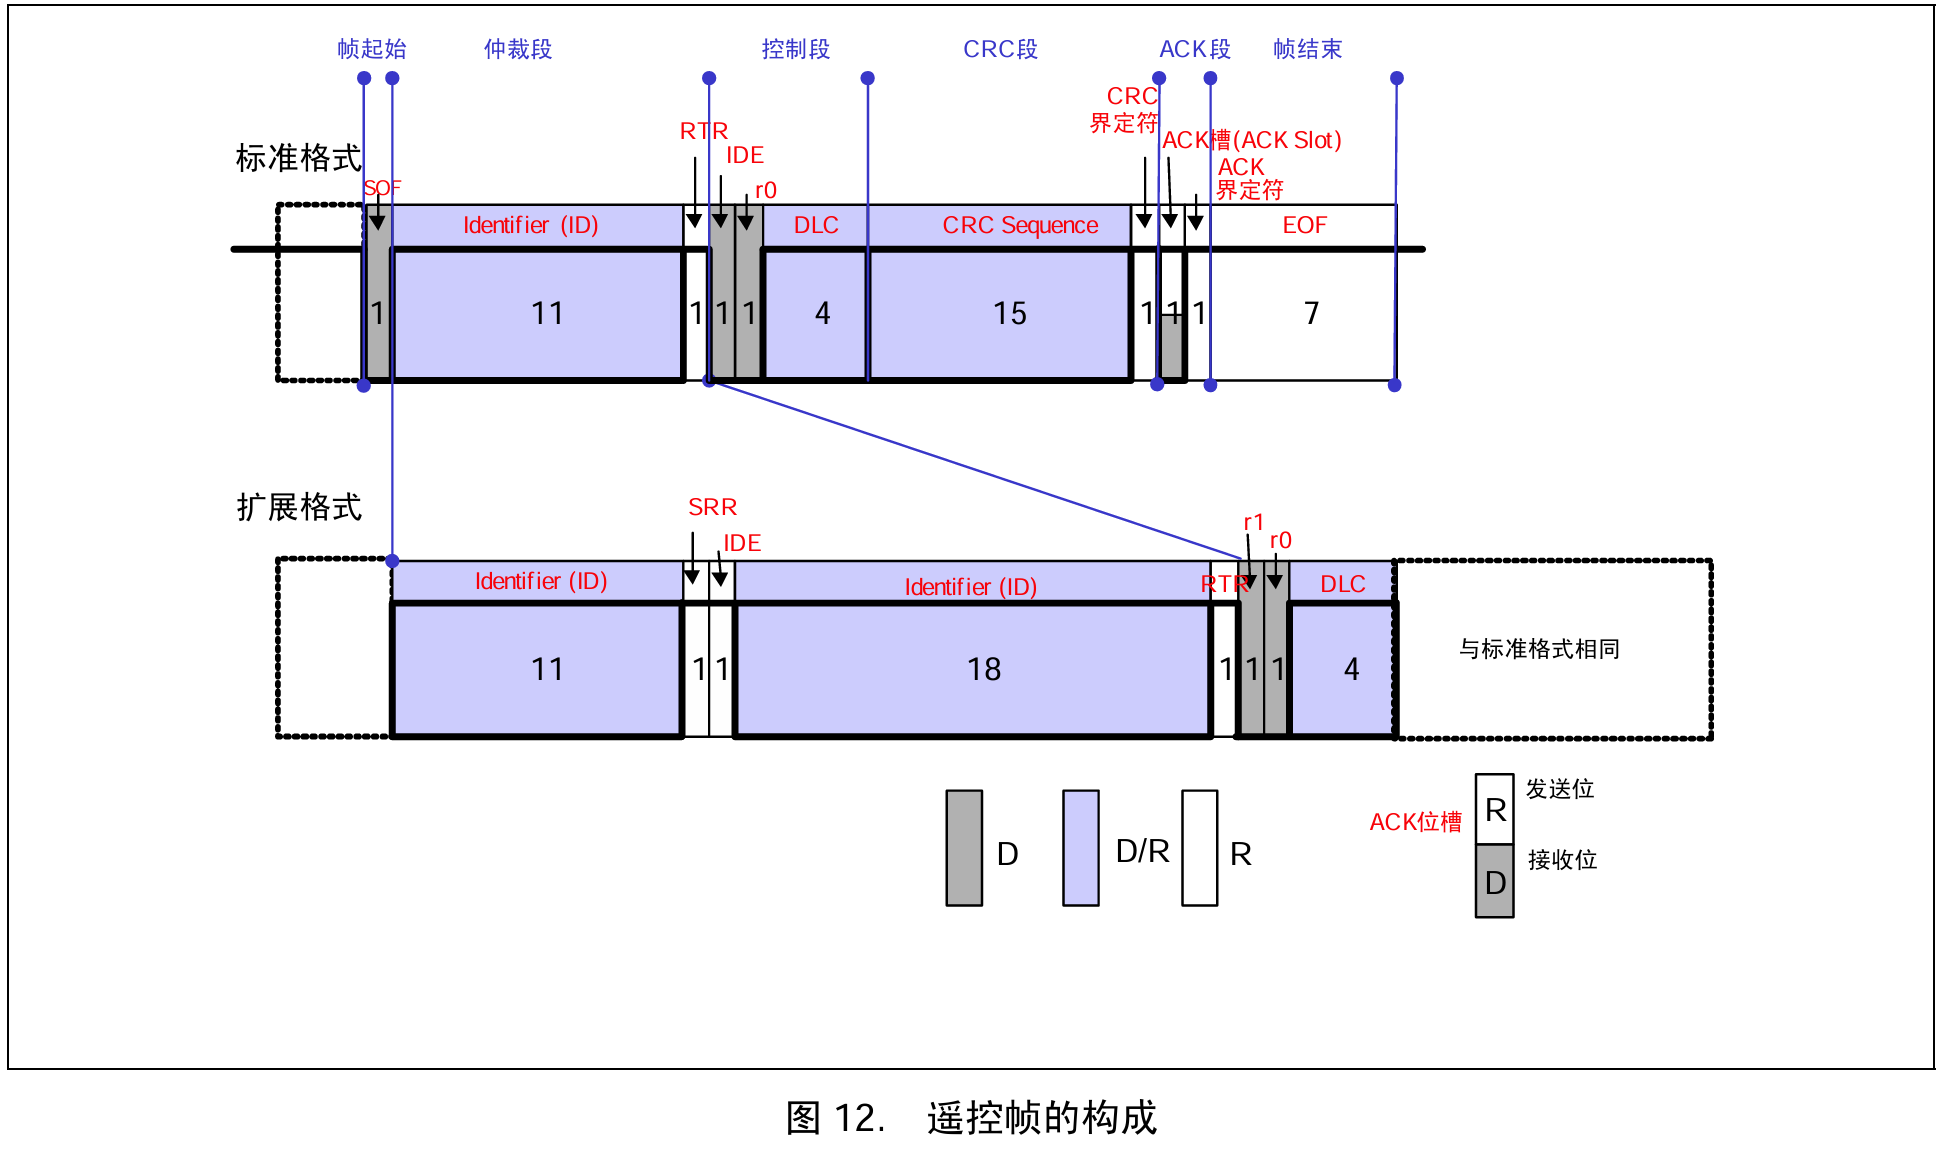 帧起始 仲裁段 控制段 CRC段 ACK段 帧结束
CRC
界定符
RTR
ACK槽(ACK Slot)
标准格式
IDE
ACK
界定符
SOF
r0
Identifier (ID) DLC CRC Sequence EOF
1 11 1 1 1 4 15 1 1 1 7
扩展格式
SRR
r1
IDE
r0
Identifier (ID) Identifier (ID) RTR DLC
11 1 1 18 1 1 1 4
与标准格式相同
D D/R R
ACK位槽
R 发送位
D 接收位
图 12. 遥控帧的构成